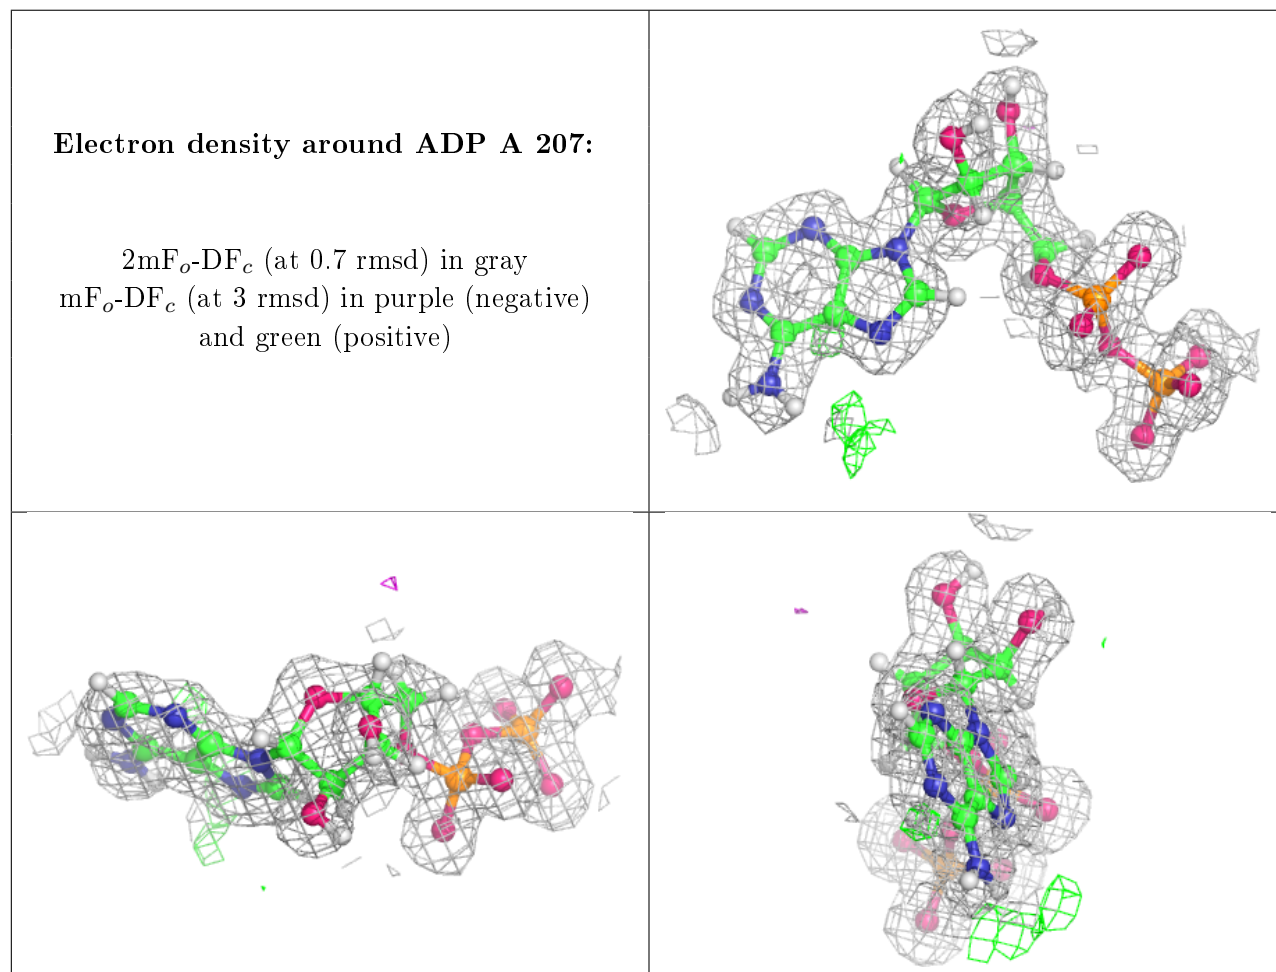 Electron density around ADP A 207:
2mFo-DFc (at 0.7 rmsd) in gray
mFo-DFc (at 3 rmsd) in purple (negative)
and green (positive)